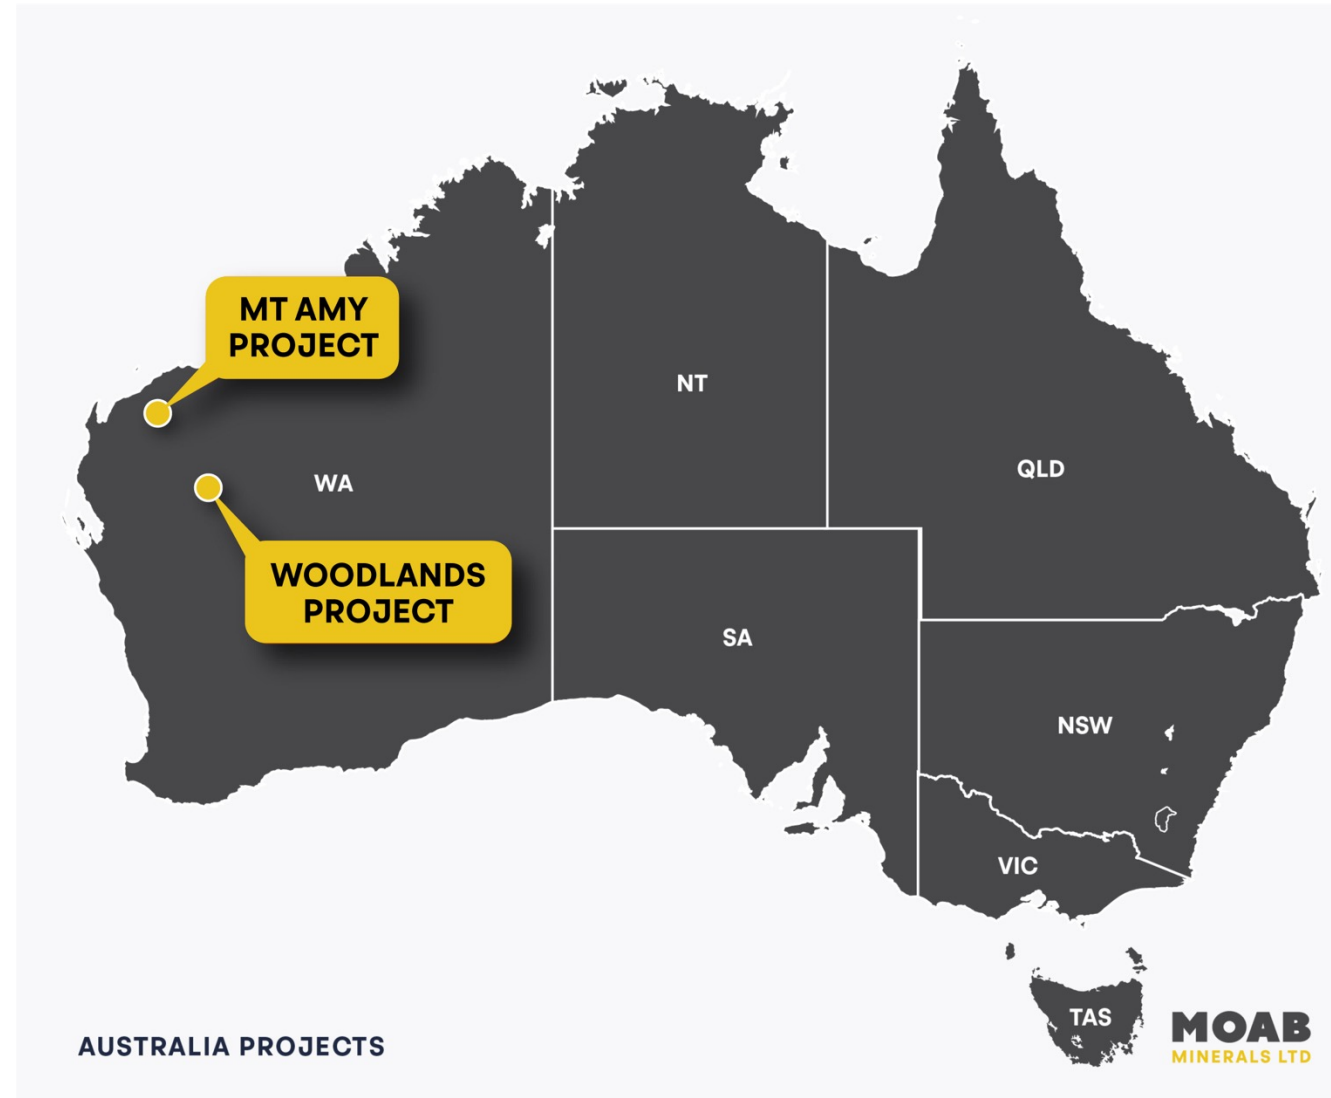 MT AMY
PROJECT
NT
QLD
WA
WOODLANDS
PROJECT
SA
NSW
VIC
TAS
AUSTRALIA PROJECTS
MOAB
MINERALS LTD